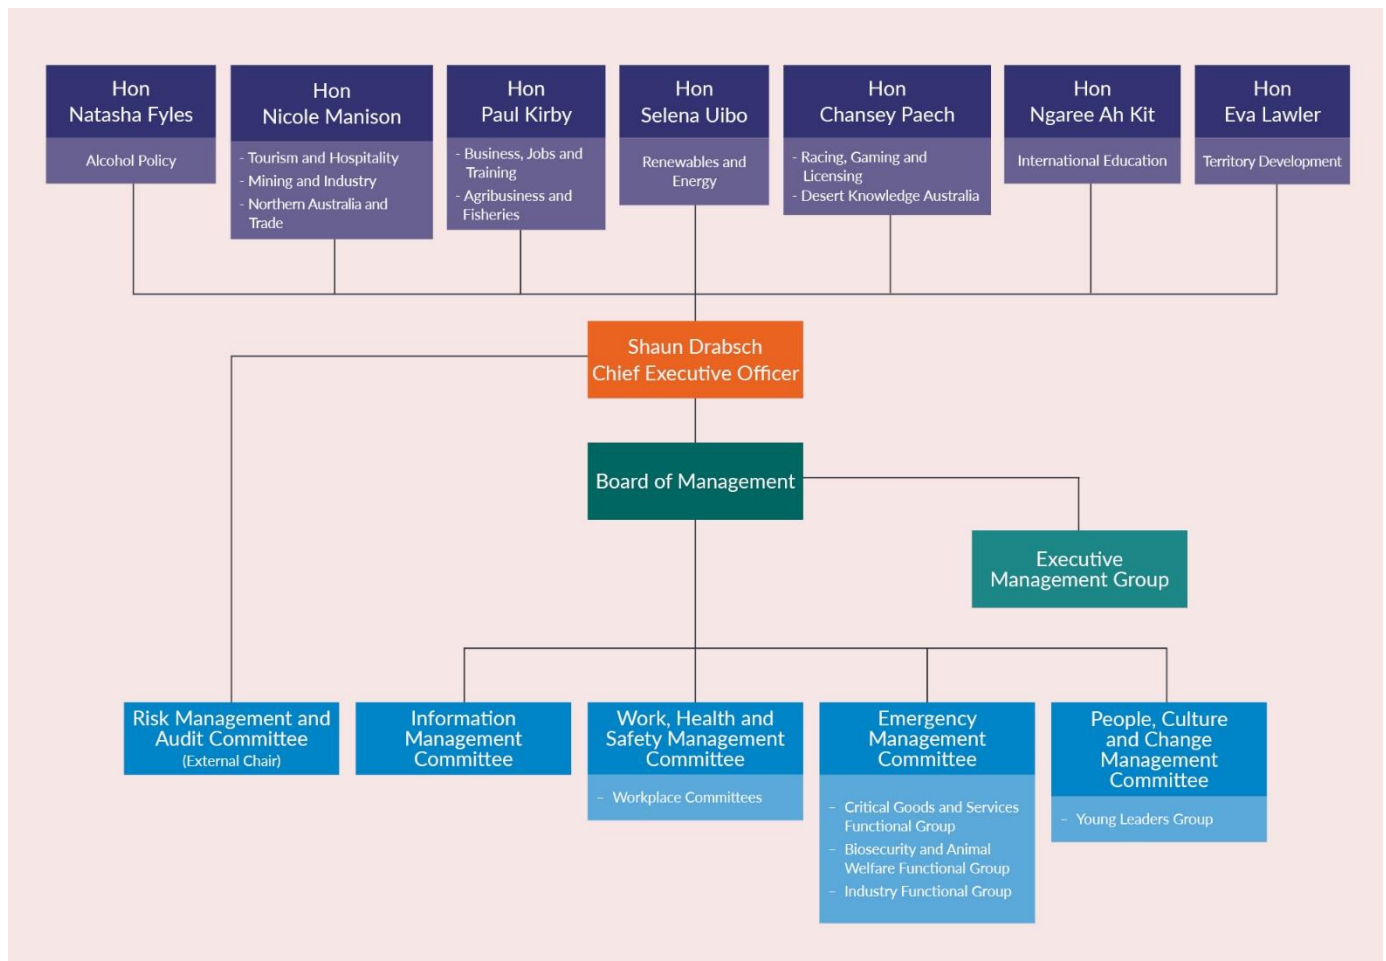 Hon
Natasha Fyles
Alcohol Policy
Hon
Nicole Manison
- Tourism and Hospitality
- Mining and Industry
- Northern Australia and
Trade
Hon
Paul Kirby
- Business, Jobs and
Training
- Agribusiness and
Fisheries
Hon
Selena Uibo
Renewables and
Energy
Hon
Chansey Paech
- Racing, Gaming and
Licensing
- Desert Knowledge Australia
Hon
Ngaree Ah Kit
International Education
Hon
Eva Lawler
Territory Development
Shaun Drabsch
Chief Executive Officer
Board of Management
Executive
Management Group
Risk Management and
Audit Committee
(External Chair)
Information
Management
Committee
Work, Health and
Safety Management
Committee
– Workplace Committees
Emergency
Management
Committee
– Critical Goods and Services
Functional Group
– Biosecurity and Animal
Welfare Functional Group
– Industry Functional Group
People, Culture
and Change
Management
Committee
– Young Leaders Group